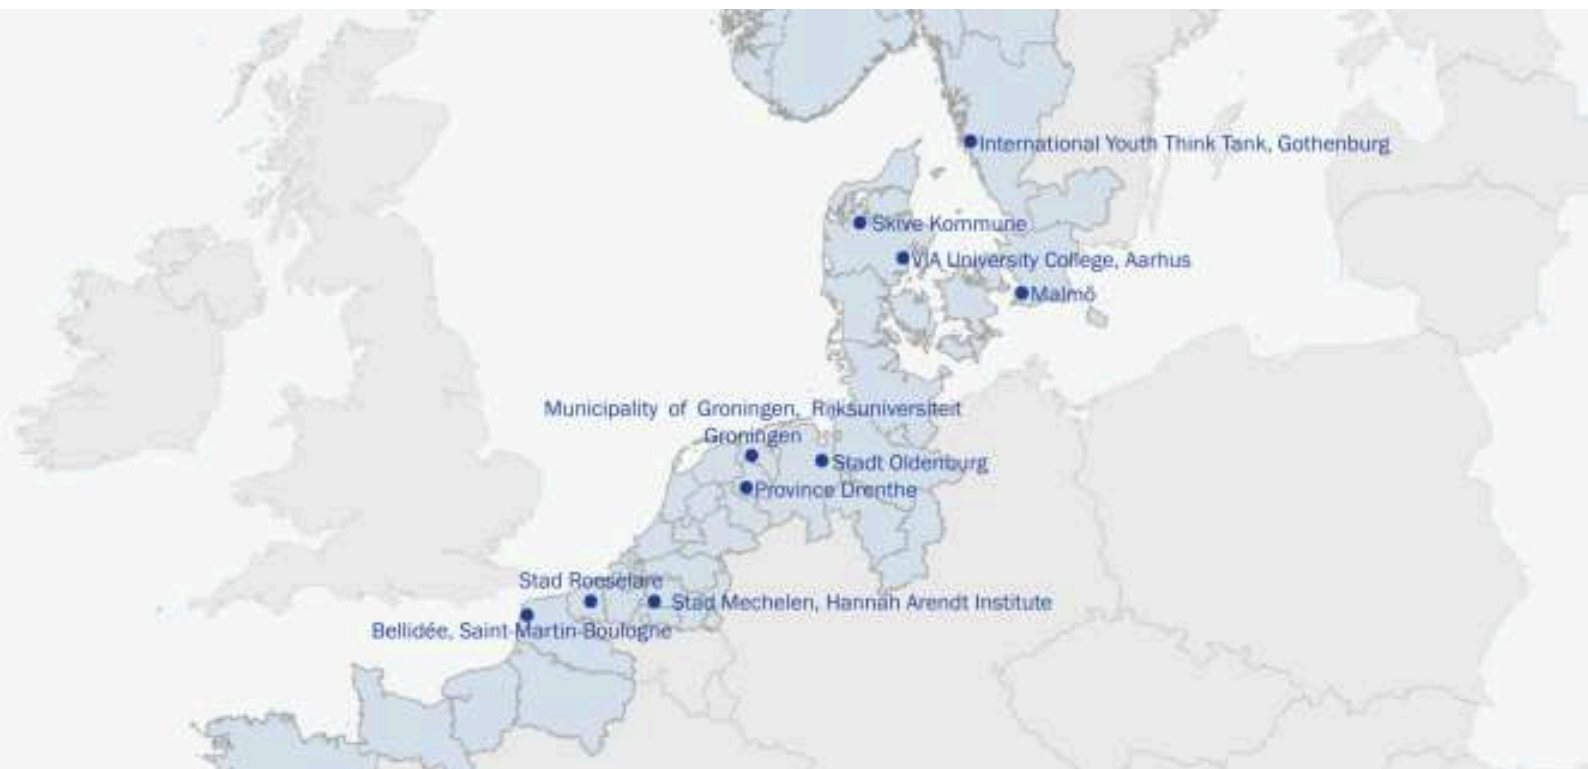 International Youth Think Tank, Gothenburg
Skive Kommune
VIA University College, Aarhus
Malmö
Municipality of Groningen, Rijksuniversiteit
Groningen
Stadt Oldenburg
Province Drenthe
Stad Roeselare
Stad Mechelen, Hannah Arendt Institute
Bellidée, Saint-Martin-Boulogne